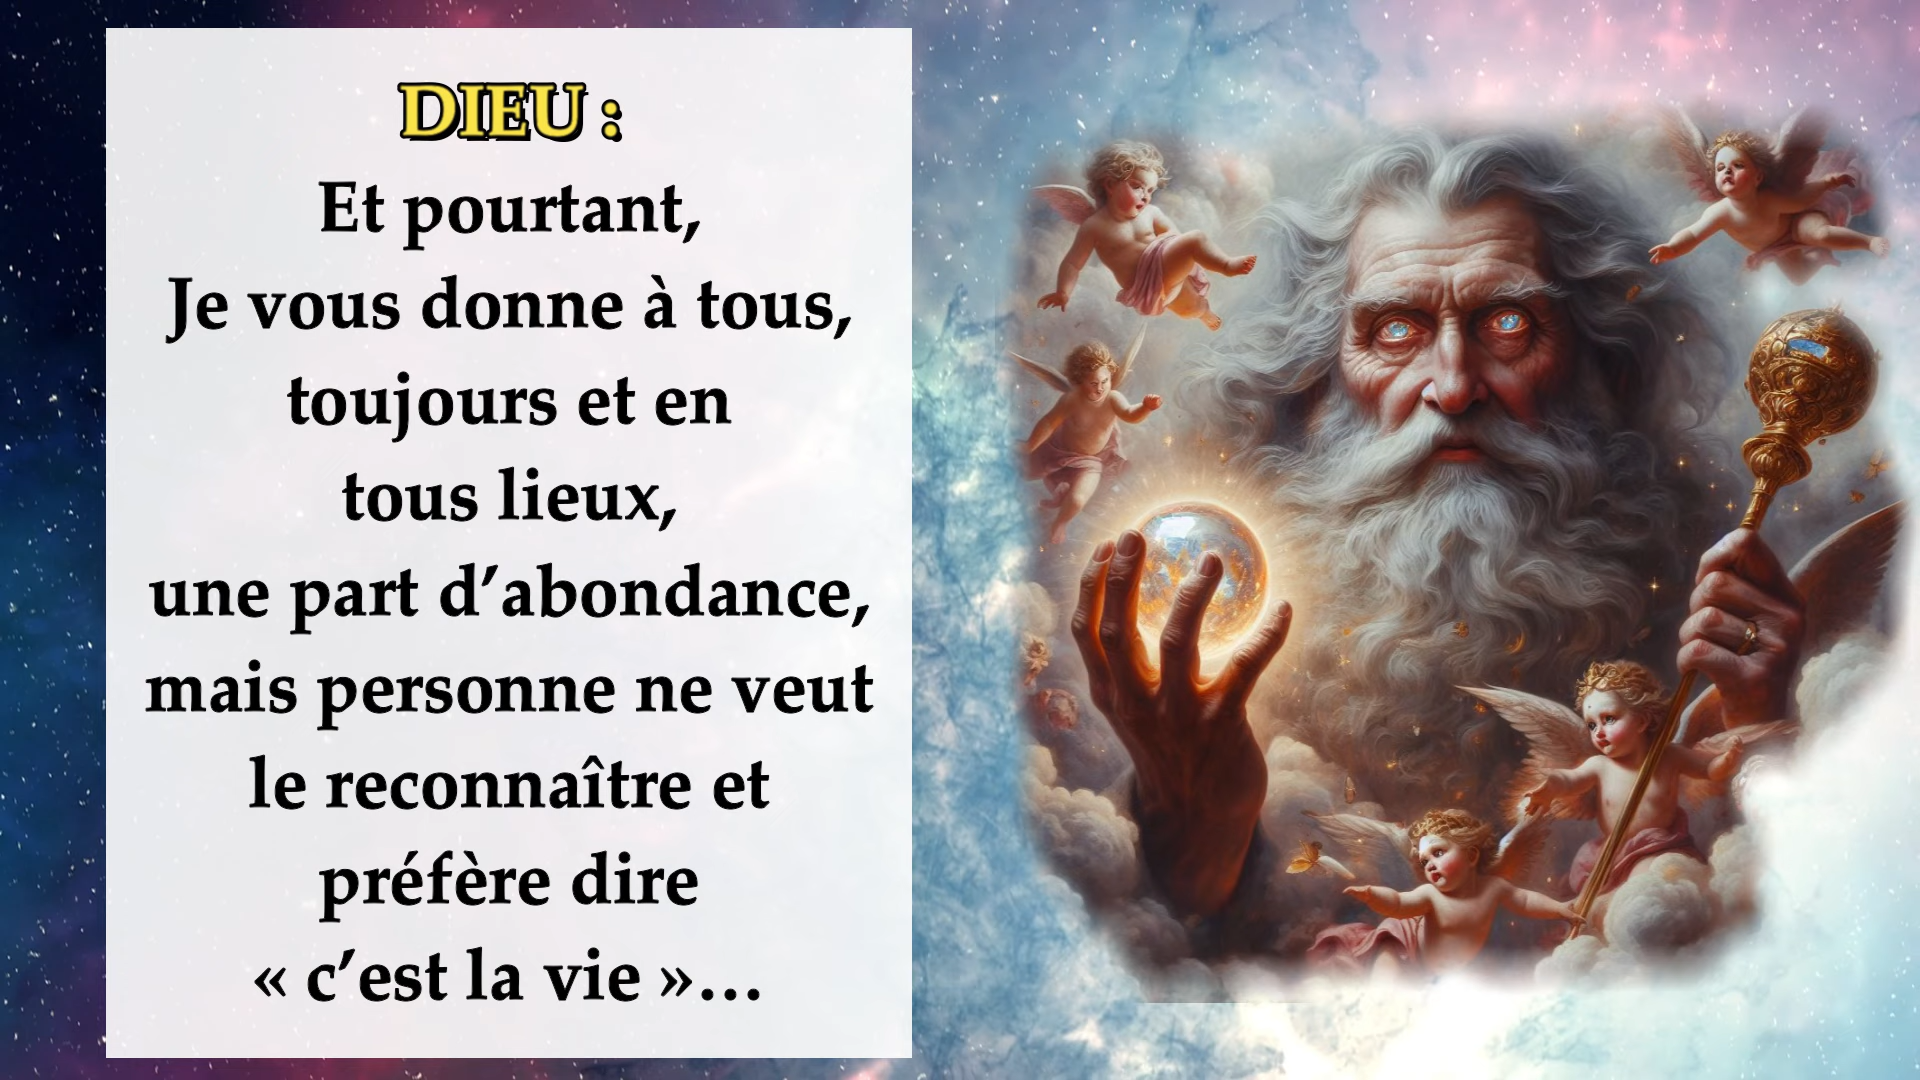 DIEU :
Et pourtant,
Je vous donne à tous,
toujours et en
tous lieux,
une part d’abondance,
mais personne ne veut
le reconnaître et
préfère dire
« c’est la vie »…